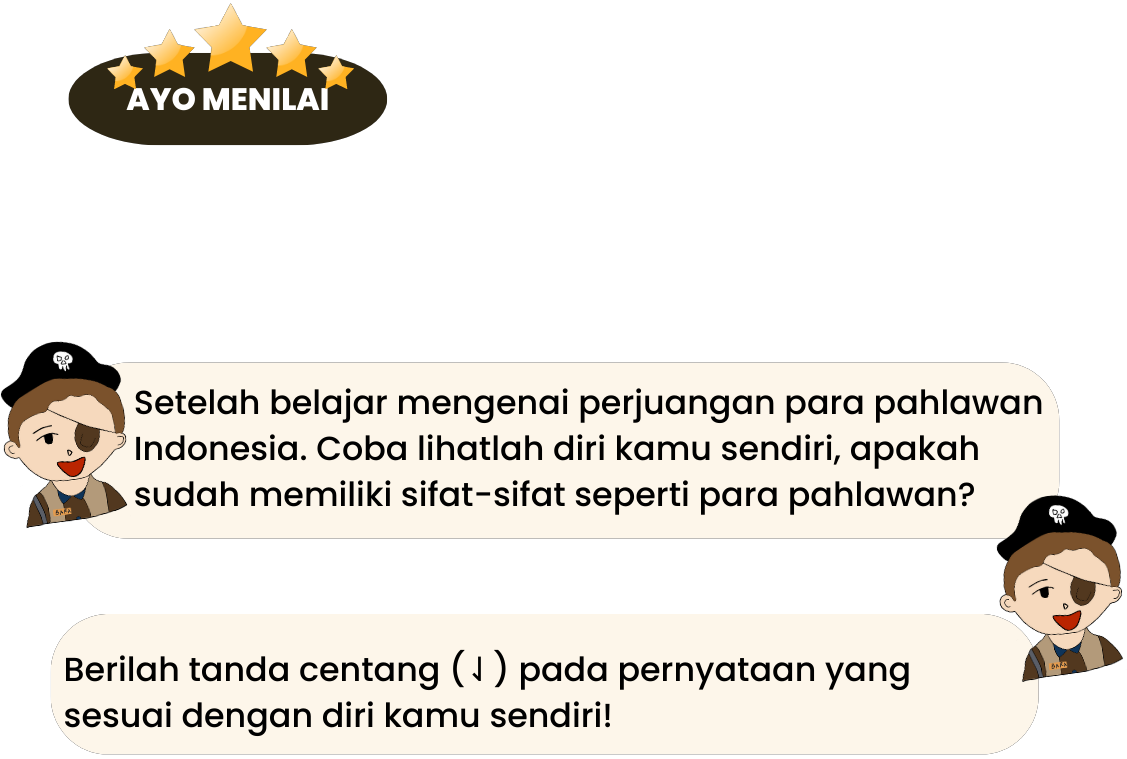 AYO MENILAI
Setelah belajar mengenai perjuangan para pahlawan
Indonesia. Coba lihatlah diri kamu sendiri, apakah
sudah memiliki sifat-sifat seperti para pahlawan?
Berilah tanda centang (⇃) pada pernyataan yang
sesuai dengan diri kamu sendiri!